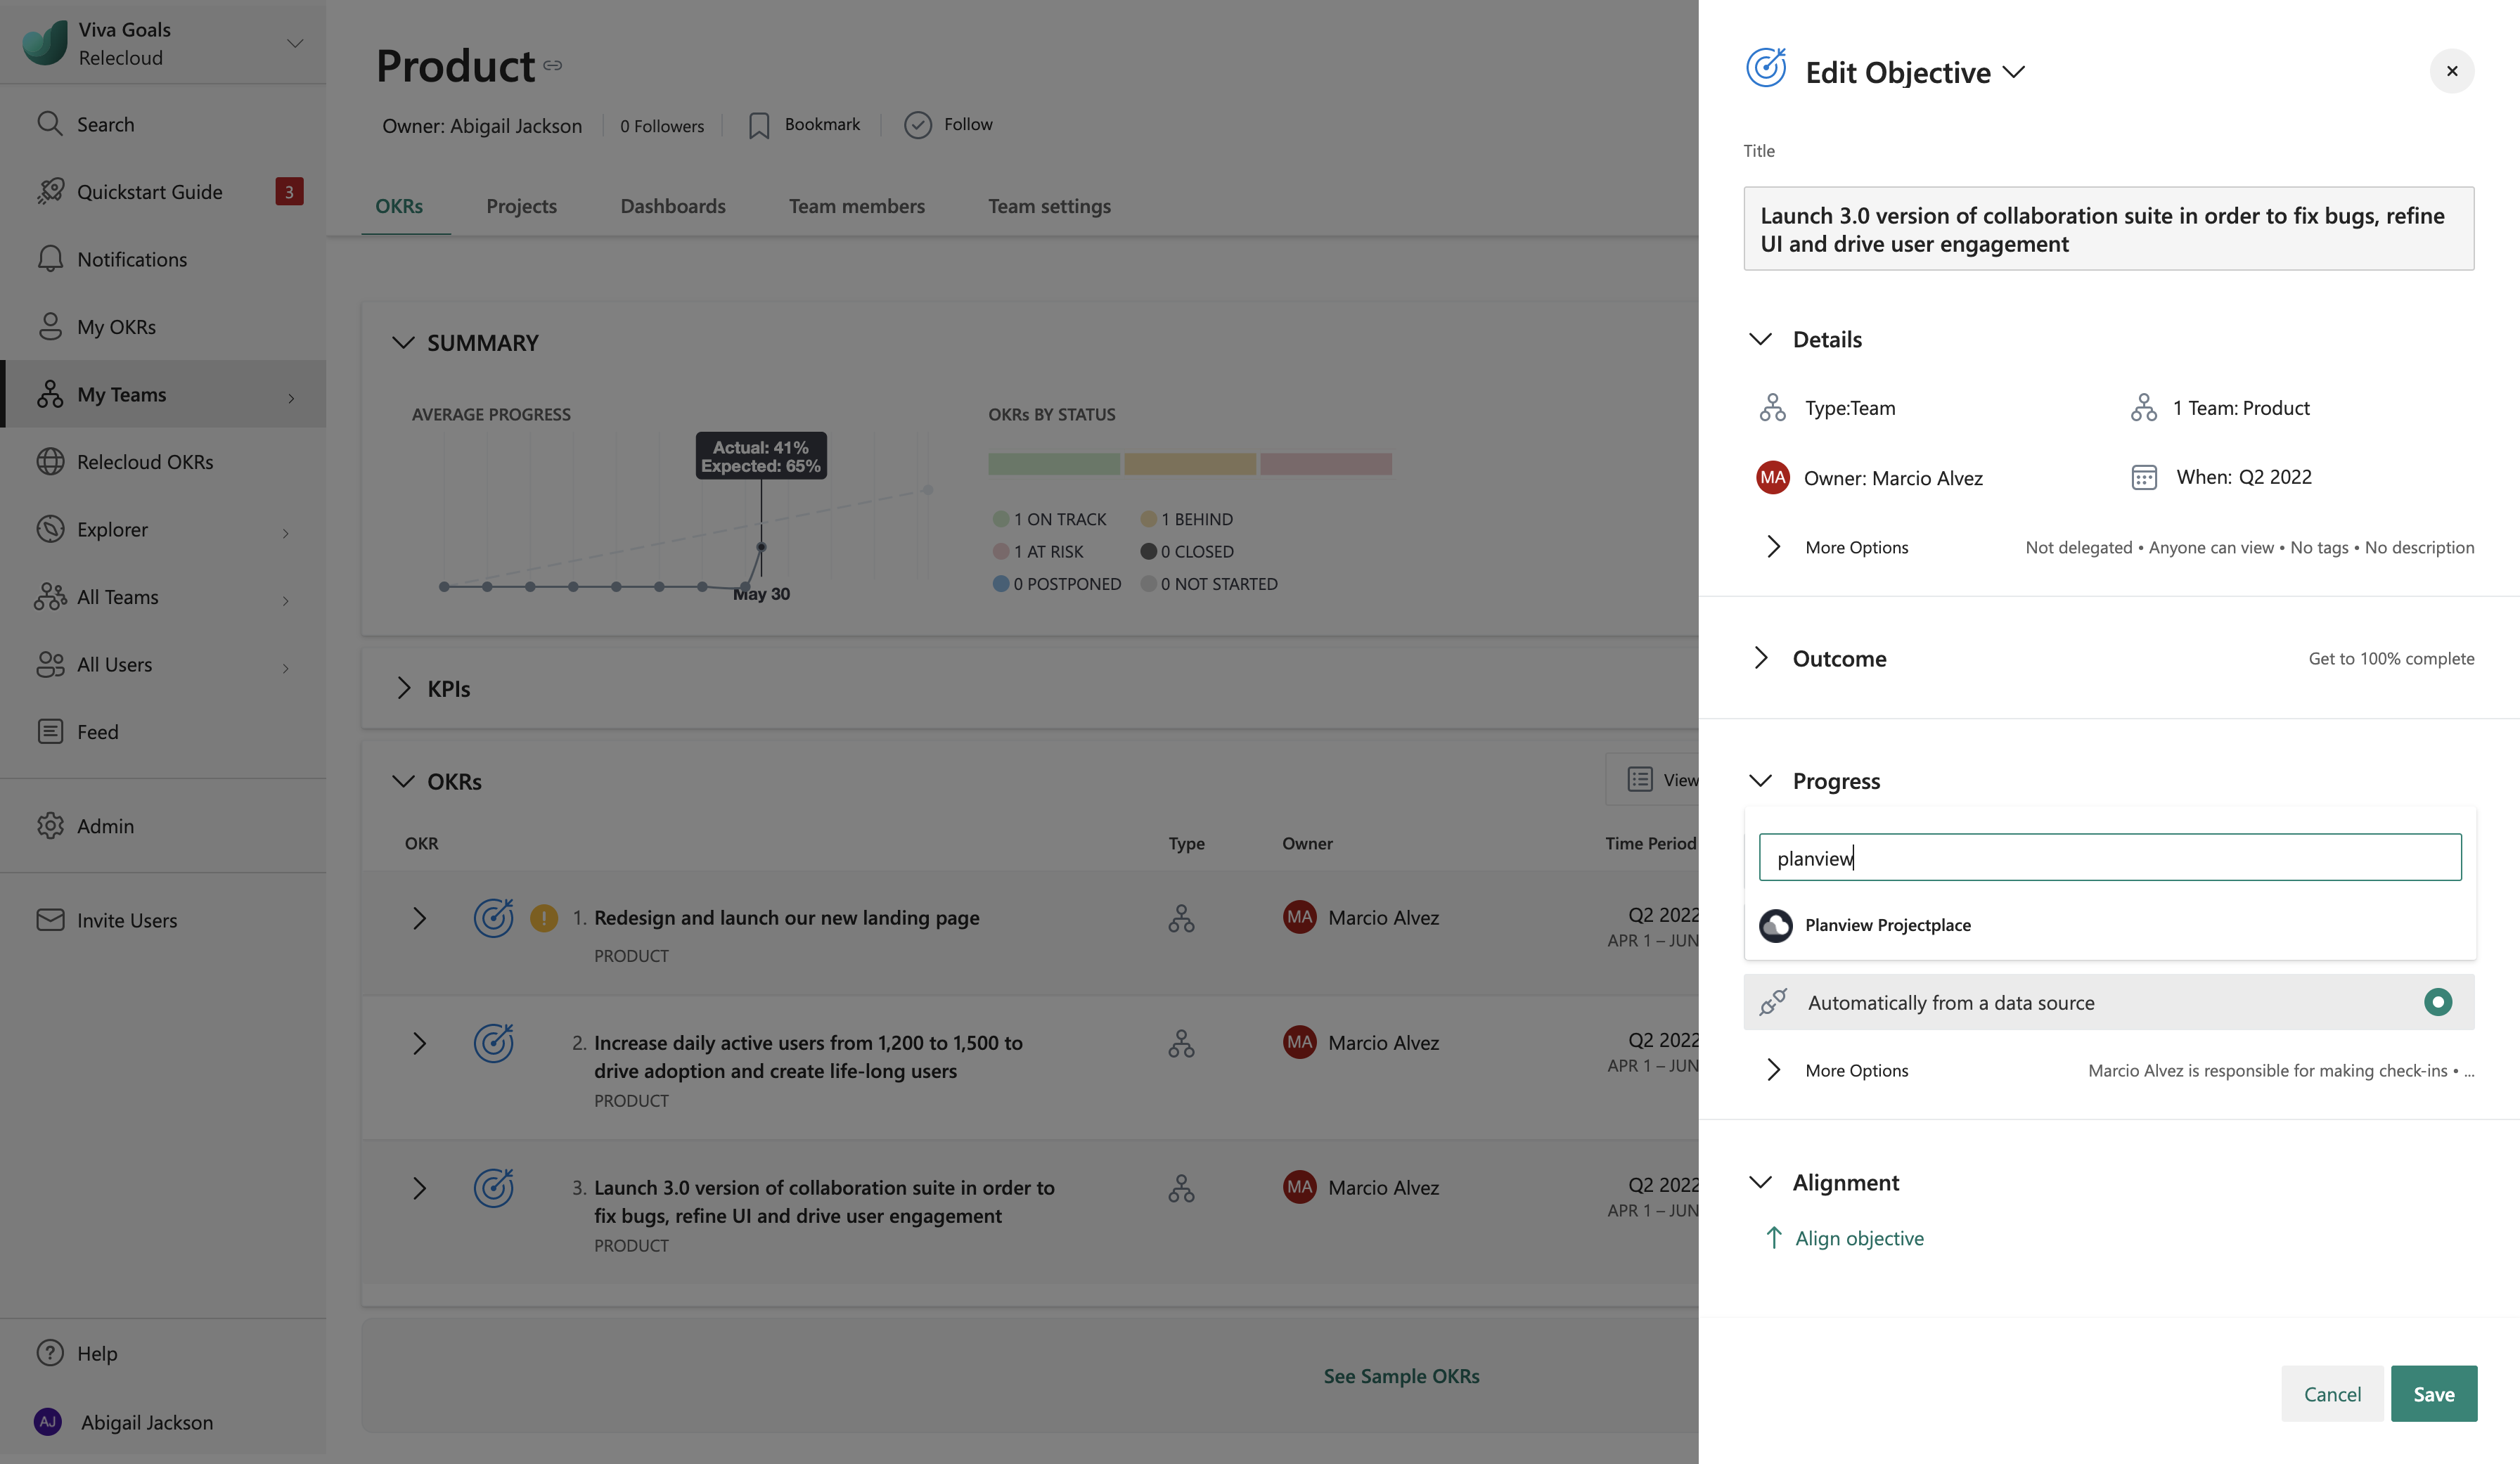 Viva Goals
Relecloud
Search
Quickstart Guide
3
Notifications
My OKRs
My Teams
Relecloud OKRs
Explorer
All Teams
All Users
Feed
Admin
Invite Users
Help
AJ
Abigail Jackson
Product
Owner: Abigail Jackson
0 Followers
Bookmark
Follow
OKRs
Projects
Dashboards
Team members
Team settings
SUMMARY
AVERAGE PROGRESS
Actual: 41%
Expected: 65%
May 30
OKRs BY STATUS
1 ON TRACK
1 BEHIND
1 AT RISK
0 CLOSED
0 POSTPONED
0 NOT STARTED
KPIs
OKRs
View
OKR
Type
Owner
Time Period
1. Redesign and launch our new landing page
PRODUCT
MA
Marcio Alvez
Q2 2022
APR 1 – JUN
2. Increase daily active users from 1,200 to 1,500 to
drive adoption and create life-long users
PRODUCT
MA
Marcio Alvez
Q2 2022
APR 1 – JUN
3. Launch 3.0 version of collaboration suite in order to
fix bugs, refine UI and drive user engagement
PRODUCT
MA
Marcio Alvez
Q2 2022
APR 1 – JUN
See Sample OKRs
Edit Objective
Title
Launch 3.0 version of collaboration suite in order to fix bugs, refine
UI and drive user engagement
Details
Type:Team
1 Team: Product
MA
Owner: Marcio Alvez
When: Q2 2022
More Options
Not delegated • Anyone can view • No tags • No description
Outcome
Get to 100% complete
Progress
planview
Planview Projectplace
Automatically from a data source
More Options
Marcio Alvez is responsible for making check-ins • ...
Alignment
Align objective
Cancel
Save